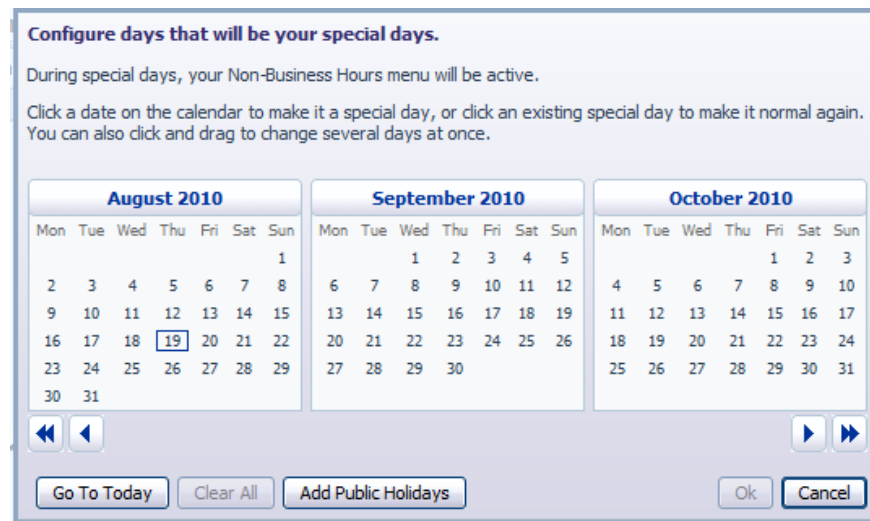 Configure days that will be your special days.
During special days, your Non-Business Hours menu will be active.
Click a date on the calendar to make it a special day, or click an existing special day to make it normal again.
You can also click and drag to change several days at once.
August 2010
Mon Tue Wed Thu Fri Sat Sun
1
2 3 4 5 6 7 8
9 10 11 12 13 14 15
16 17 18 19 20 21 22
23 24 25 26 27 28 29
30 31
September 2010
Mon Tue Wed Thu Fri Sat Sun
1 2 3 4 5
6 7 8 9 10 11 12
13 14 15 16 17 18 19
20 21 22 23 24 25 26
27 28 29 30
October 2010
Mon Tue Wed Thu Fri Sat Sun
1 2 3
4 5 6 7 8 9 10
11 12 13 14 15 16 17
18 19 20 21 22 23 24
25 26 27 28 29 30 31
Go To Today Clear All Add Public Holidays Ok Cancel